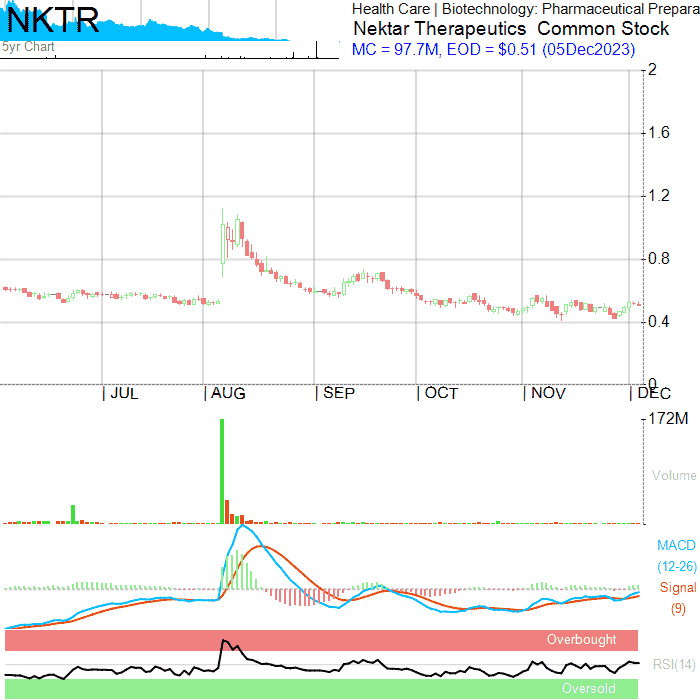 NKTR
5yr Chart
Health Care | Biotechnology: Pharmaceutical Prepara
Nektar Therapeutics Common Stock
MC = 97.7M, EOD = $0.51 (05Dec2023)
2
1.6
1.2
0.8
0.4
0
JUL AUG SEP OCT NOV DEC
172M
Volume
MACD
(12-26)
Signal
(9)
Overbought
RSI(14)
Oversold